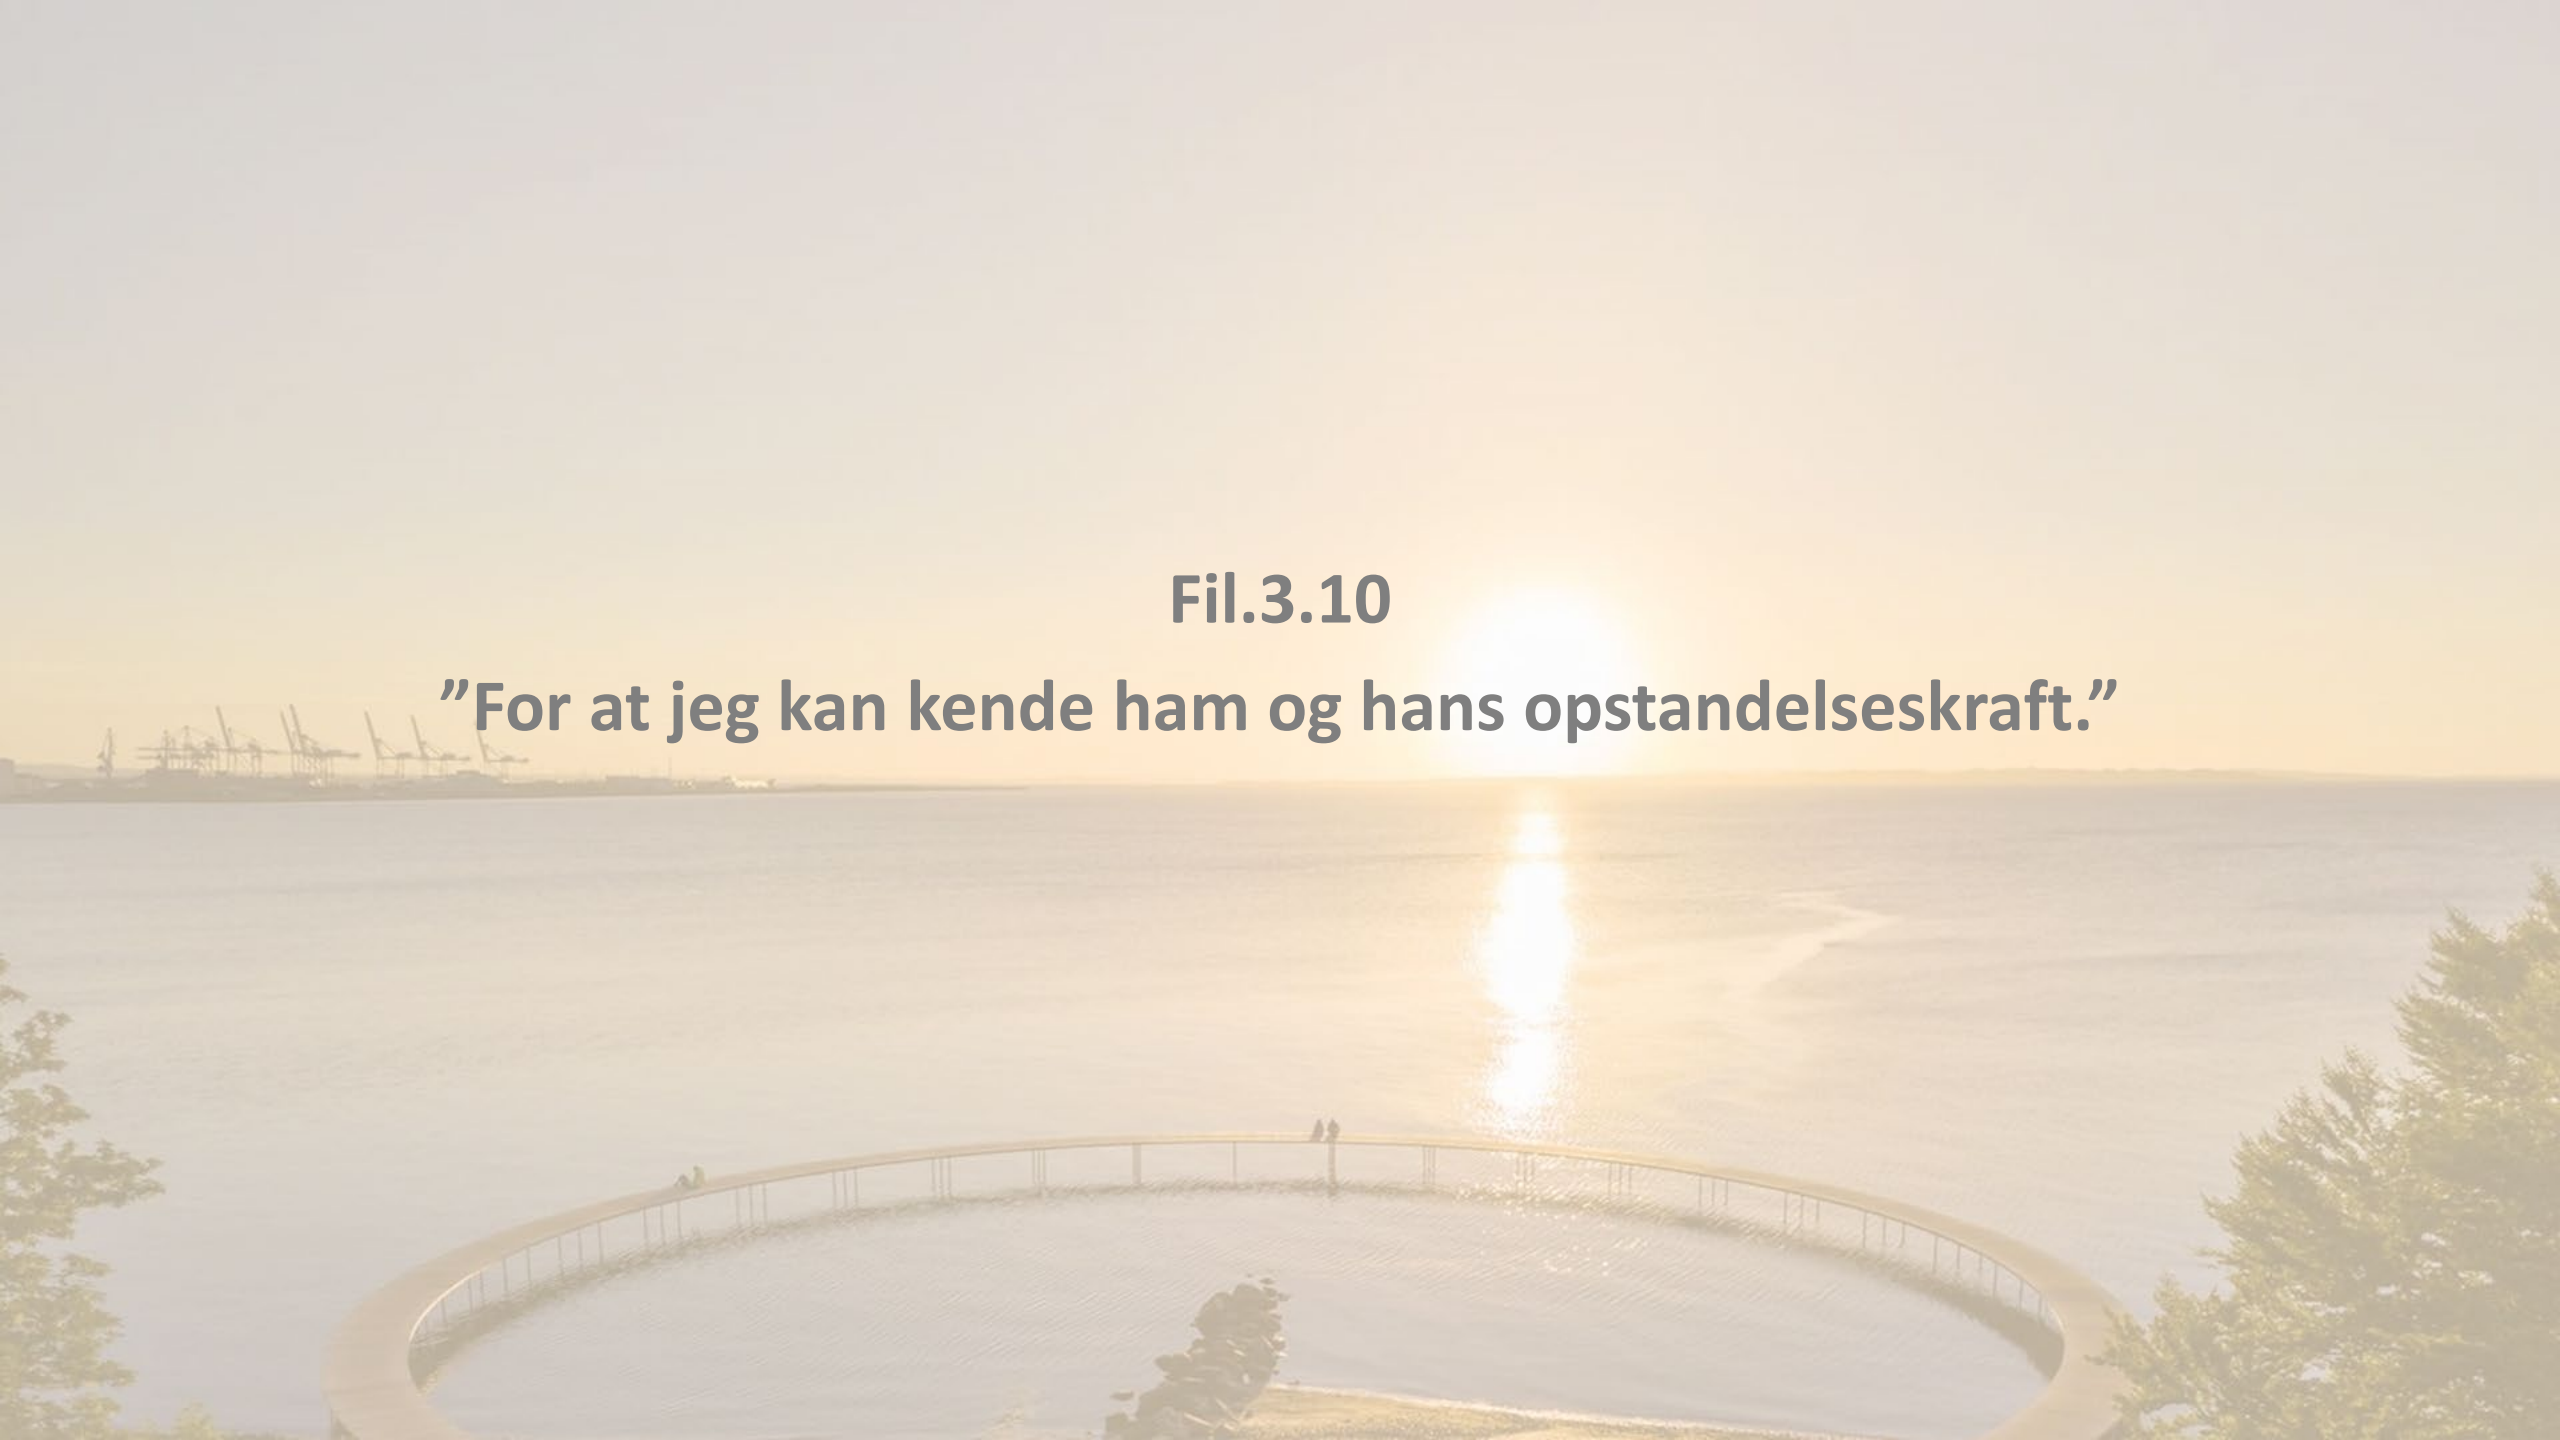 Fil.3.10
”For at jeg kan kende ham og hans opstandelseskraft.”